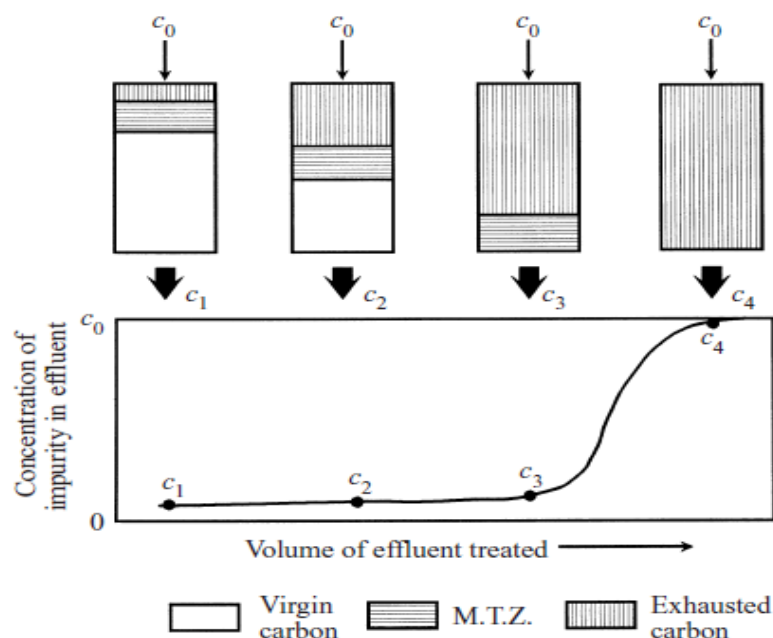 c0 c0 c0 c0
c1 c2 c3 c4
c0
Concentration of
impurity in effluent
c4
c1 c2 c3
0
Volume of effluent treated
Virgin
carbon
M.T.Z.
Exhausted
carbon